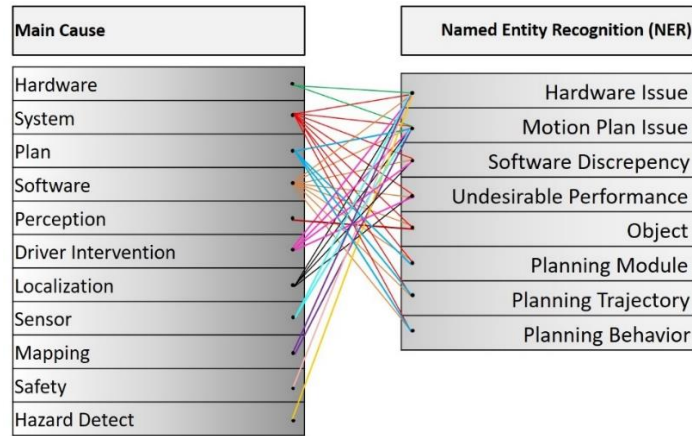 Main Cause
Hardware
System
Plan
Software
Perception
Driver Intervention
Localization
Sensor
Mapping
Safety
Hazard Detect
Named Entity Recognition (NER)
Hardware Issue
Motion Plan Issue
Software Discrepency
Undesirable Performance
Object
Planning Module
Planning Trajectory
Planning Behavior